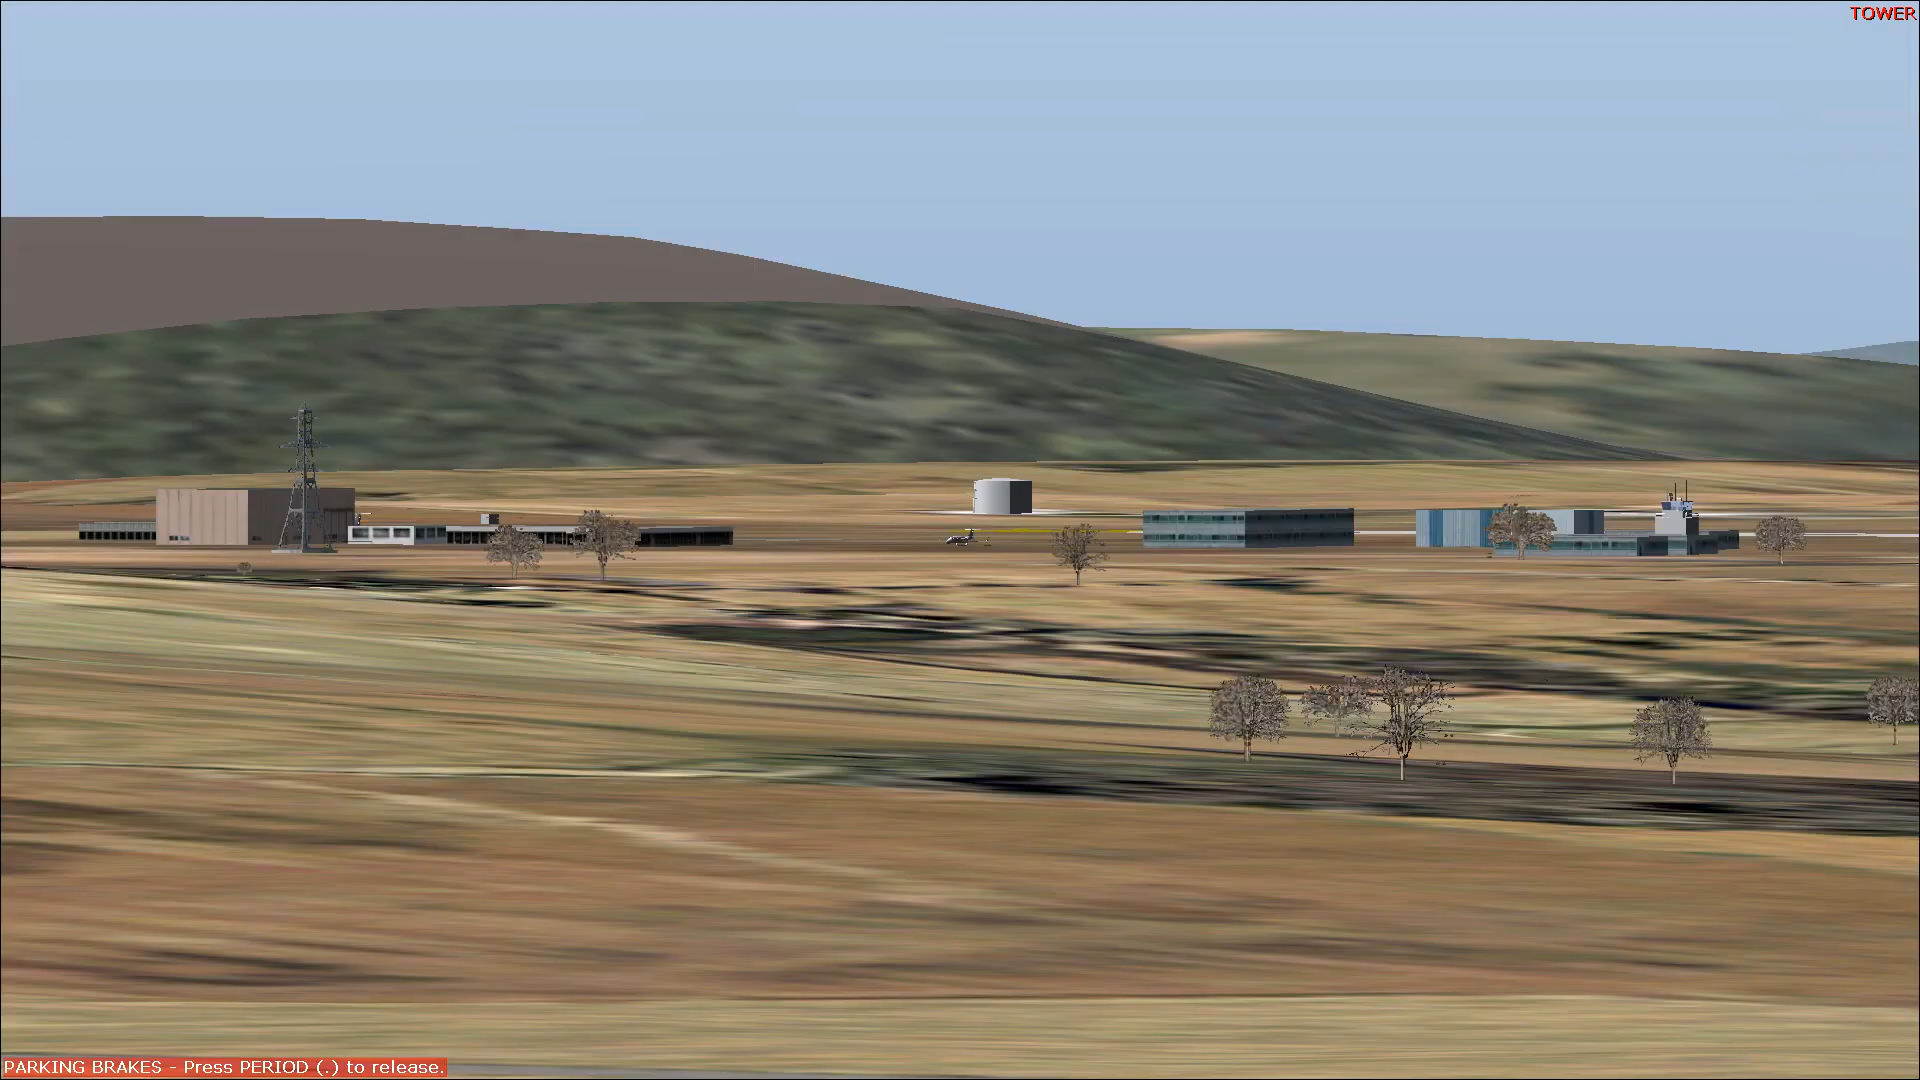 TOWER
PARKING BRAKES - Press PERIOD (.) to release.